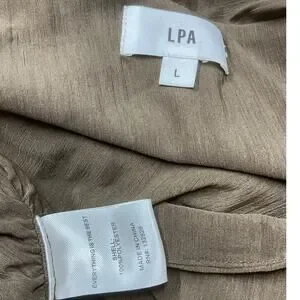 LPA
L
EVERYTHING IS THE BEST
SHELL:
100% POLYESTER
MADE IN CHINA